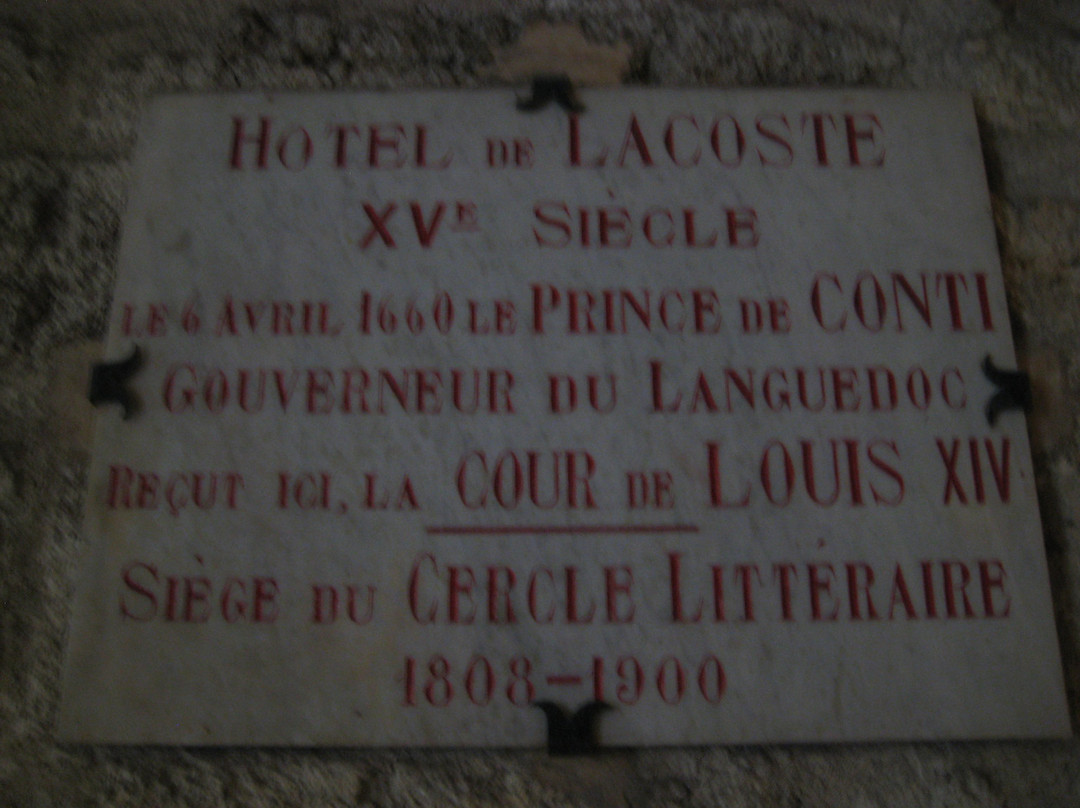 HOTEL DE LACOSTE
XVE SIÈCLE
LE 6 AVRIL 1660 LE PRINCE DE CONTI
GOUVERNEUR DU LANGUEDOC
REÇUT ICI, LA COUR DE LOUIS XIV
SIÈGE DU CERCLE LITTÉRAIRE
1808-1900